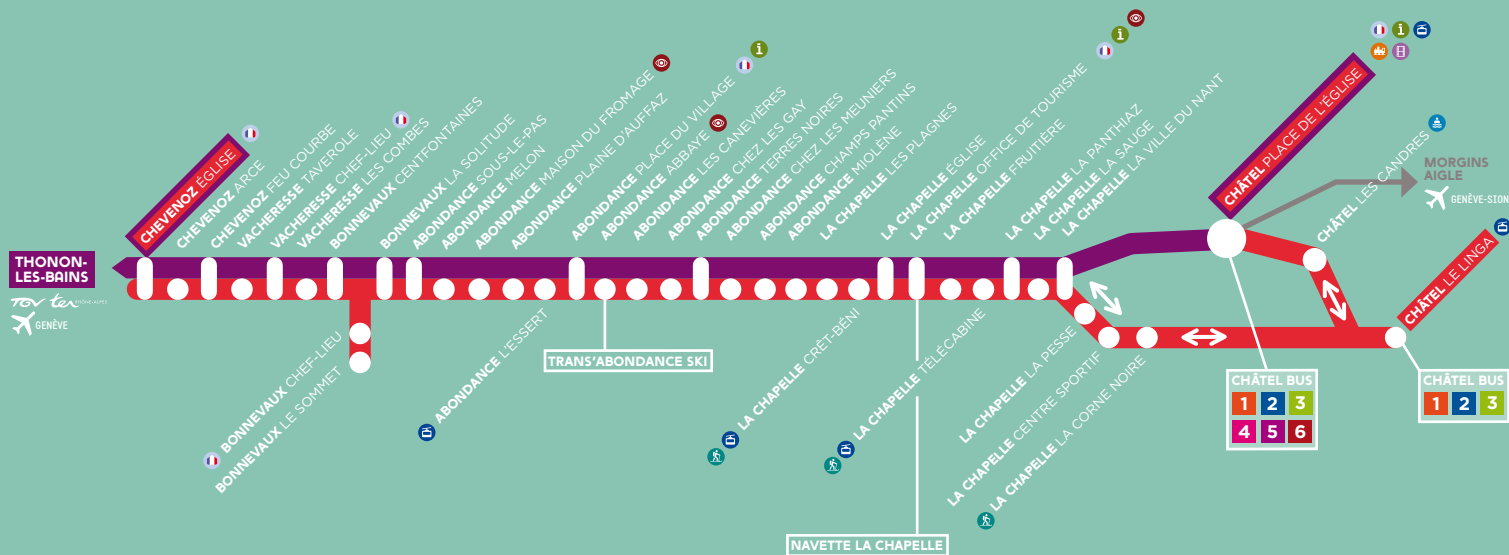 THONON-
LES-BAINS
TGV ter RHÔNE-ALPES
GENÈVE
CHEVENOZ ÉGLISE
CHEVENOZ ARCE
CHEVENOZ FEU COURBE
VACHERESSE TAVEROLE
VACHERESSE CHEF-LIEU
VACHERESSE LES COMBES
BONNEVAUX CENTFONTAINES
BONNEVAUX LA SOLITUDE
ABONDANCE SOUS-LE-PAS
ABONDANCE MELON
ABONDANCE MAISON DU FROMAGE
ABONDANCE PLAINE D'AUFFAZ
ABONDANCE PLACE DU VILLAGE
i
ABONDANCE ABBAYE
ABONDANCE LES CANEVIÈRES
ABONDANCE CHEZ LES GAY
ABONDANCE TERRES NOIRES
ABONDANCE CHEZ LES MEUNIERS
ABONDANCE CHAMPS PANTINS
ABONDANCE MIOLÈNE
LA CHAPELLE LES PLAGNES
LA CHAPELLE ÉGLISE
LA CHAPELLE OFFICE DE TOURISME
i
LA CHAPELLE FRUITIÈRE
LA CHAPELLE LA PANTHIAZ
LA CHAPELLE LA SAUGE
LA CHAPELLE LA VILLE DU NANT
CHÂTEL PLACE DE L'ÉGLISE
i
CHÂTEL LES CANDRES
MORGINS
AIGLE
GENÈVE-SION
CHÂTEL LE LINGA
BONNEVAUX CHEF-LIEU
BONNEVAUX LE SOMMET
ABONDANCE L'ESSERT
TRANS'ABONDANCE SKI
LA CHAPELLE CRÊT-BÉNI
LA CHAPELLE TÉLÉCABINE
NAVETTE LA CHAPELLE
LA CHAPELLE LA PESSE
LA CHAPELLE CENTRE SPORTIF
LA CHAPELLE LA CORNE NOIRE
CHÂTEL BUS
1 2 3
4 5 6
CHÂTEL BUS
1 2 3